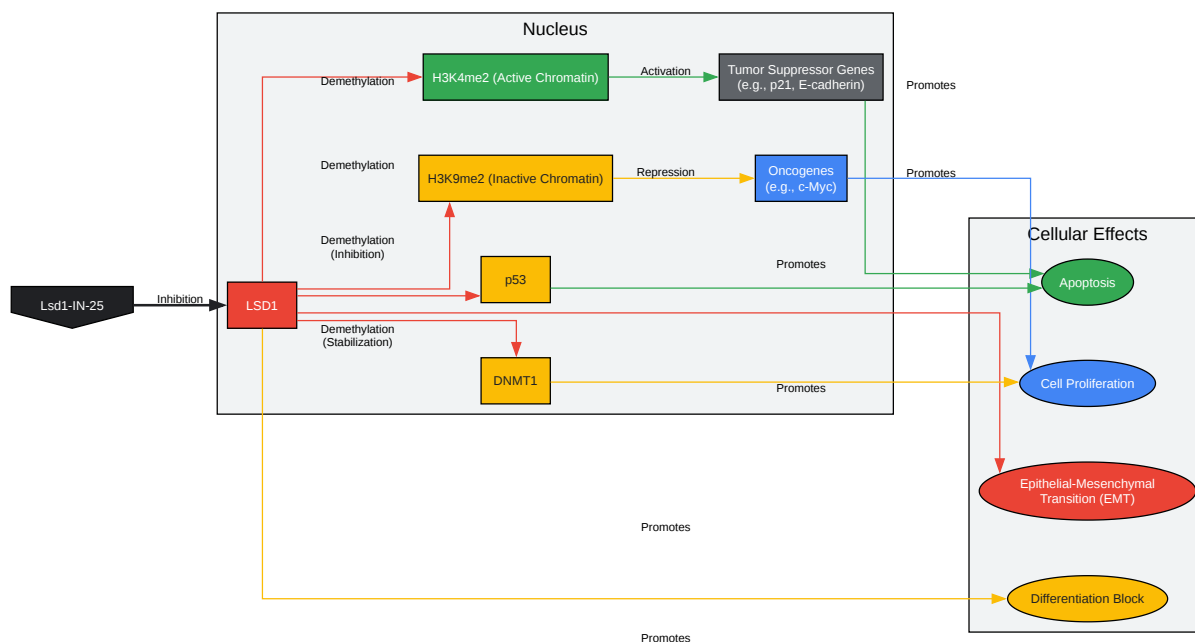 Nucleus
Demethylation
H3K4me2 (Active Chromatin)
Activation
Tumor Suppressor Genes
(e.g., p21, E-cadherin)
Promotes
Demethylation
H3K9me2 (Inactive Chromatin)
Repression
Oncogenes
(e.g., c-Myc)
Promotes
Demethylation
(Inhibition)
Cellular Effects
p53
Promotes
Apoptosis
Lsd1-IN-25
Inhibition
LSD1
Demethylation
(Stabilization)
DNMT1
Promotes
Cell Proliferation
Epithelial-Mesenchymal
Transition (EMT)
Promotes
Differentiation Block
Promotes